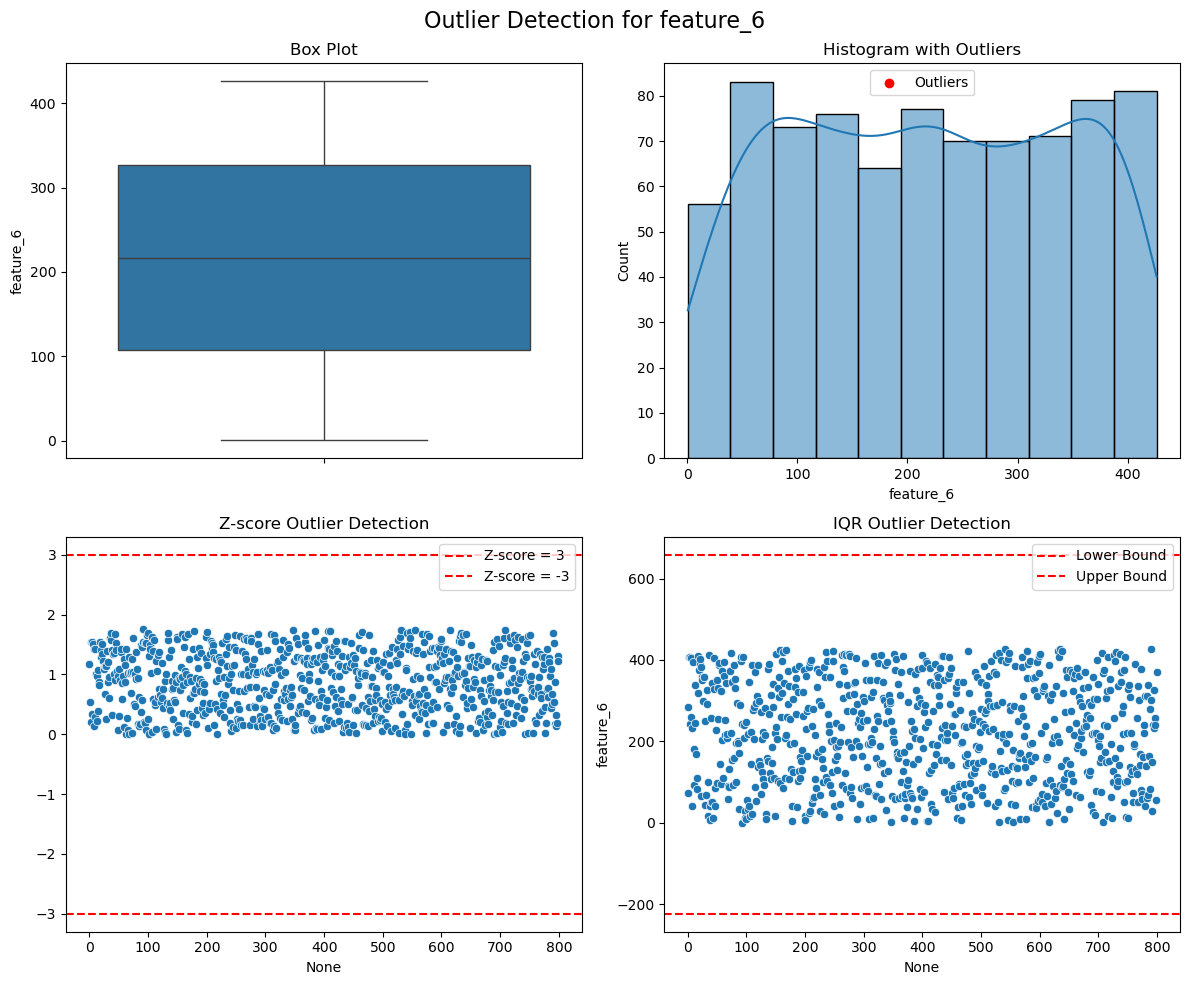 Outlier Detection for feature_6
Box Plot
400
300
200
100
0
feature_6
Histogram with Outliers
Outliers
80
70
60
50
40
30
20
10
0
Count
0 100 200 300 400
feature_6
Z-score Outlier Detection
Z-score = 3
Z-score = -3
3
2
1
0
−1
−2
−3
0 100 200 300 400 500 600 700 800
None
IQR Outlier Detection
Lower Bound
Upper Bound
600
400
200
0
−200
feature_6
0 100 200 300 400 500 600 700 800
None